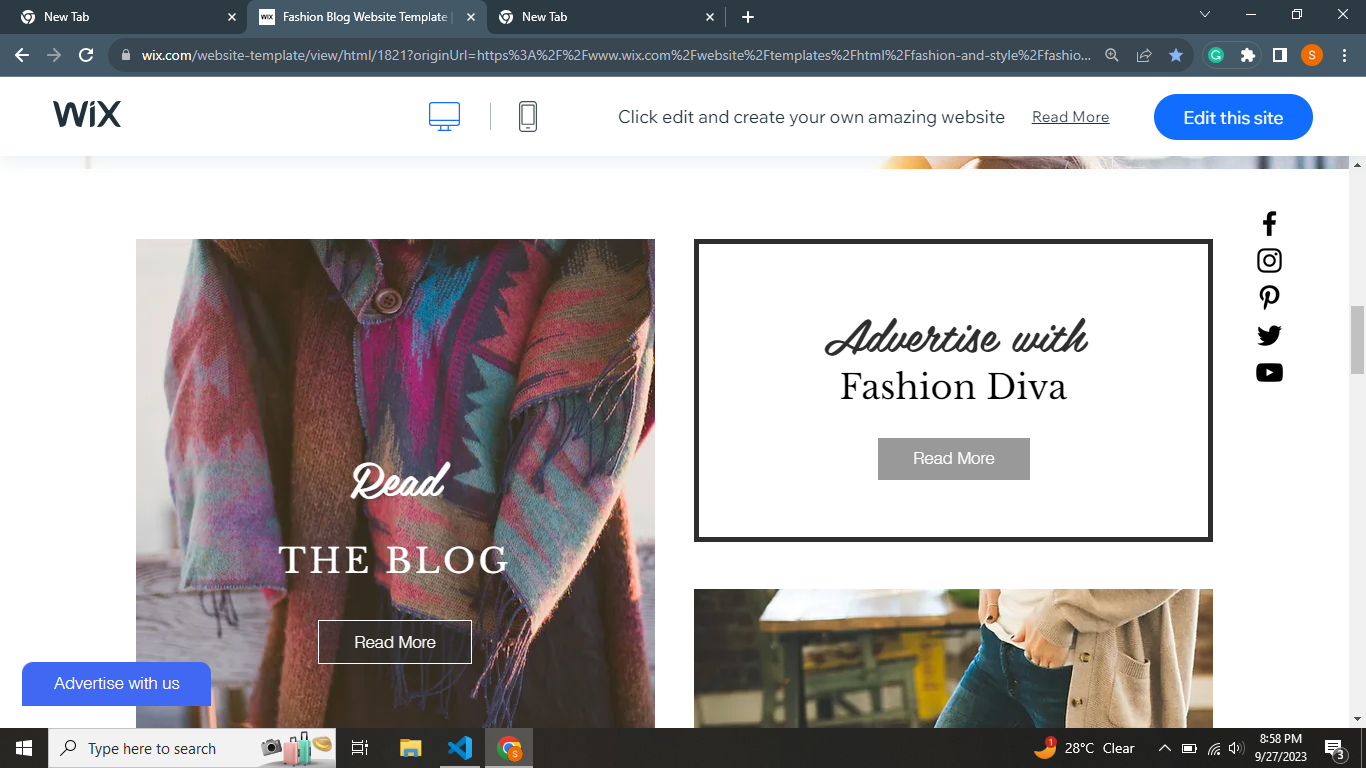 New Tab
WiX
Fashion Blog Website Template |
New Tab
wix.com/website-template/view/html/1821?originUrl=https%3A%2F%2Fwww.wix.com%2Fwebsite%2Ftemplates%2Fhtml%2Ffashion-and-style%2Ffashio...
S
WiX
Click edit and create your own amazing website
Read More
Edit this site
Read
THE BLOG
Read More
Advertise with
Fashion Diva
Read More
Advertise with us
Type here to search
S
1
28°C Clear
8:58 PM
9/27/2023
3